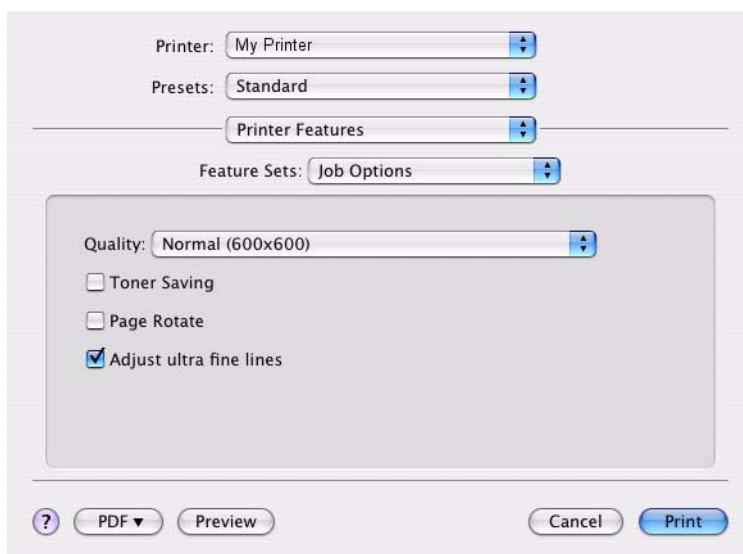 Printer: My Printer
Presets: Standard
Printer Features
Feature Sets: Job Options
Quality: Normal (600x600)
Toner Saving
Page Rotate
Adjust ultra fine lines
? PDF ▼ Preview Cancel Print